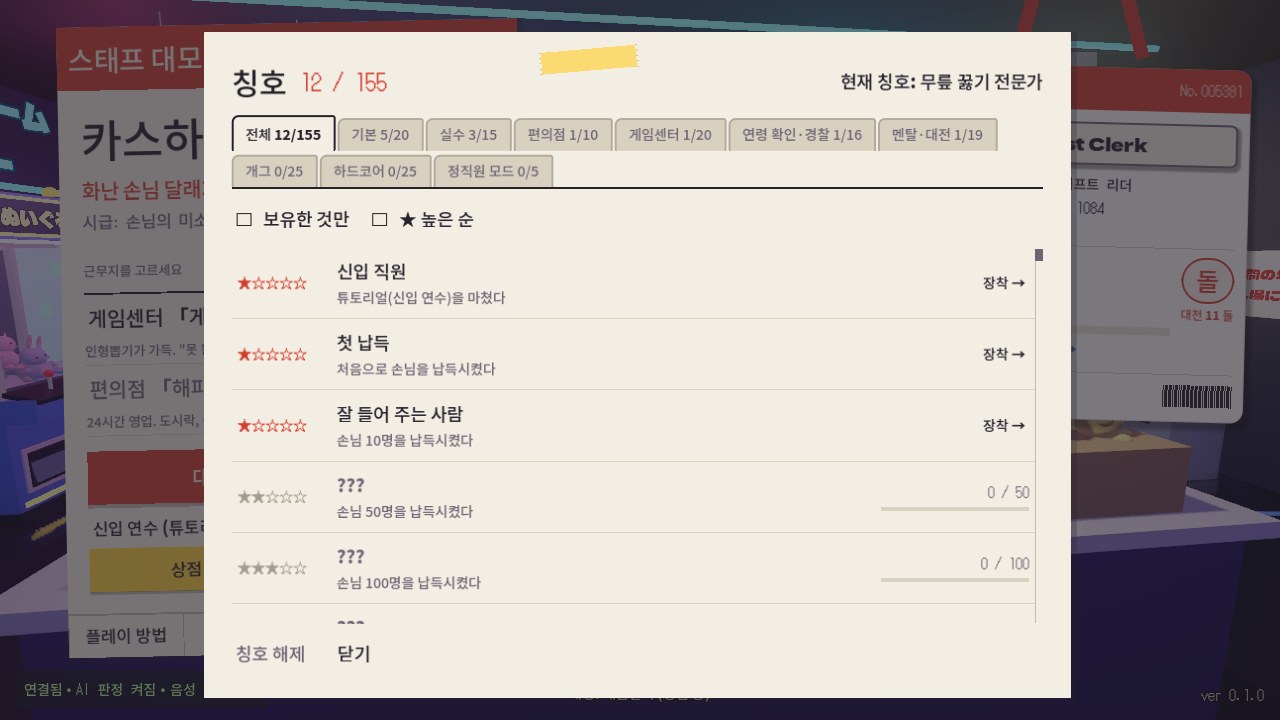 스태프 대모
칭호 12 / 155
현재 칭호: 무릎 꿇기 전문가
No. 005381
전체 12/155 기본 5/20 실수 3/15 편의점 1/10 게임센터 1/20 연령 확인·경찰 1/16 멘탈·대전 1/19
개그 0/25 하드코어 0/25 정직원 모드 0/5
카스하
st Clerk
화난 손님 달래
시급: 손님의 미소
프트 리더
1084
□ 보유한 것만 □ ★ 높은 순
근무지를 고르세요
게임센터 「게
인형뽑기가 가득. "못
편의점 「해피
24시간 영업. 도시락,
ーム
ぬいぐ
돌
대전 11 돌
★☆☆☆☆ 신입 직원 장착 →
튜토리얼(신입 연수)을 마쳤다
★☆☆☆☆ 첫 납득 장착 →
처음으로 손님을 납득시켰다
★☆☆☆☆ 잘 들어 주는 사람 장착 →
손님 10명을 납득시켰다
★★☆☆☆ ??? 0 / 50
손님 50명을 납득시켰다
★★★☆☆ ??? 0 / 100
손님 100명을 납득시켰다
신입 연수 (튜토리
상점
플레이 방법
칭호 해제 닫기
연결됨 • AI 판정 켜짐 • 음성
ver 0.1.0